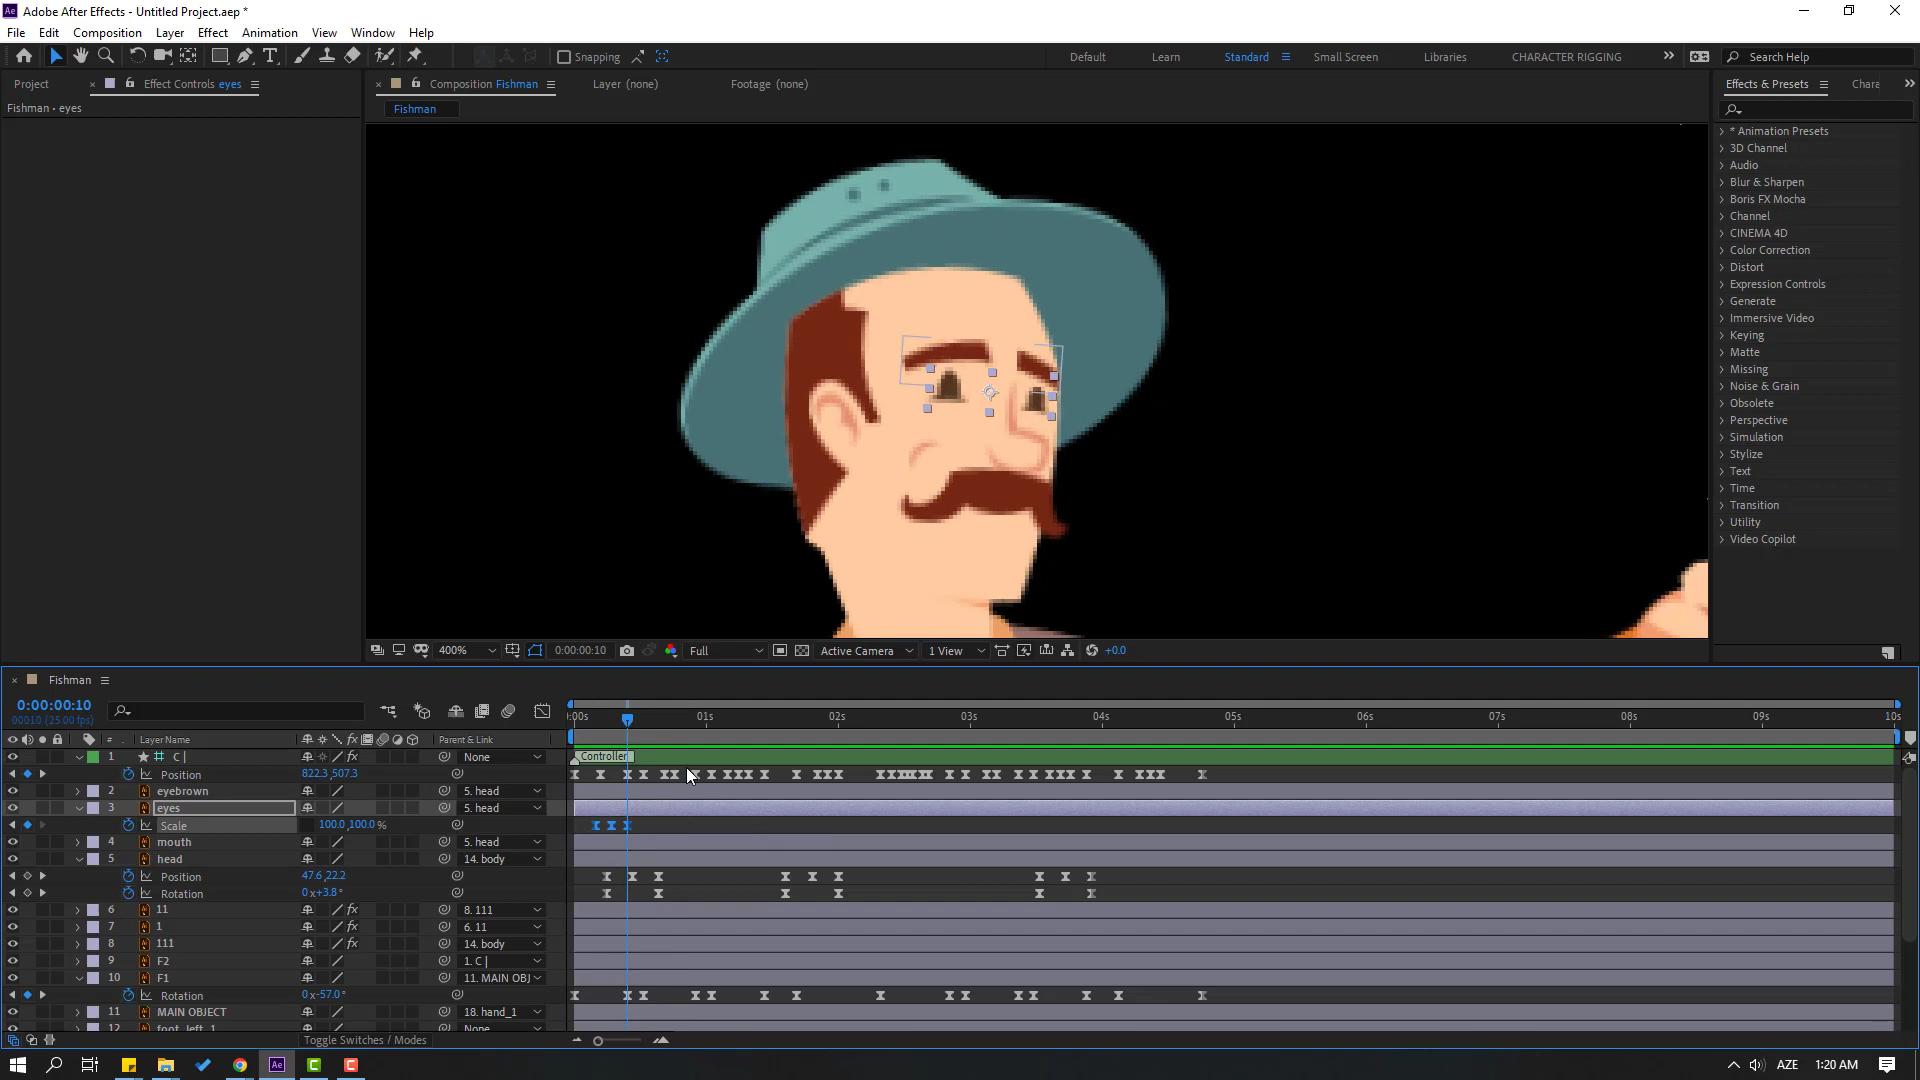 Adobe After Effects - Untitled Project.aep *
File Edit Composition Layer Effect Animation View Window Help
Snapping Default Learn Standard Small Screen Libraries CHARACTER RIGGING Search Help
Project Effect Controls eyes Composition Fishman Layer (none) Footage (none) Effects & Presets Chara
Fishman • eyes Fishman
* Animation Presets
3D Channel
Audio
Blur & Sharpen
Boris FX Mocha
Channel
CINEMA 4D
Color Correction
Distort
Expression Controls
Generate
Immersive Video
Keying
Matte
Missing
Noise & Grain
Obsolete
Perspective
Simulation
Stylize
Text
Time
Transition
Utility
Video Copilot
400% 0:00:00:10 Full Active Camera 1 View +0.0
Fishman
0:00:00:10
00010 (25.00 fps)
:00s 01s 02s 03s 04s 05s 06s 07s 08s 09s 10s
# Layer Name Parent & Link
1 C | None Controller
Position 822.3,507.3
2 eyebrown 5. head
3 eyes 5. head
Scale 100.0,100.0 %
4 mouth 5. head
5 head 14. body
Position 47.6,22.2
Rotation 0x+3.8°
6 11 8. 111
7 1 6. 11
8 111 14. body
9 F2 1. C |
10 F1 11. MAIN OBJ
Rotation 0x-57.0°
11 MAIN OBJECT 18. hand_1
12 foot_left_1 None
Toggle Switches / Modes
AZE 1:20 AM